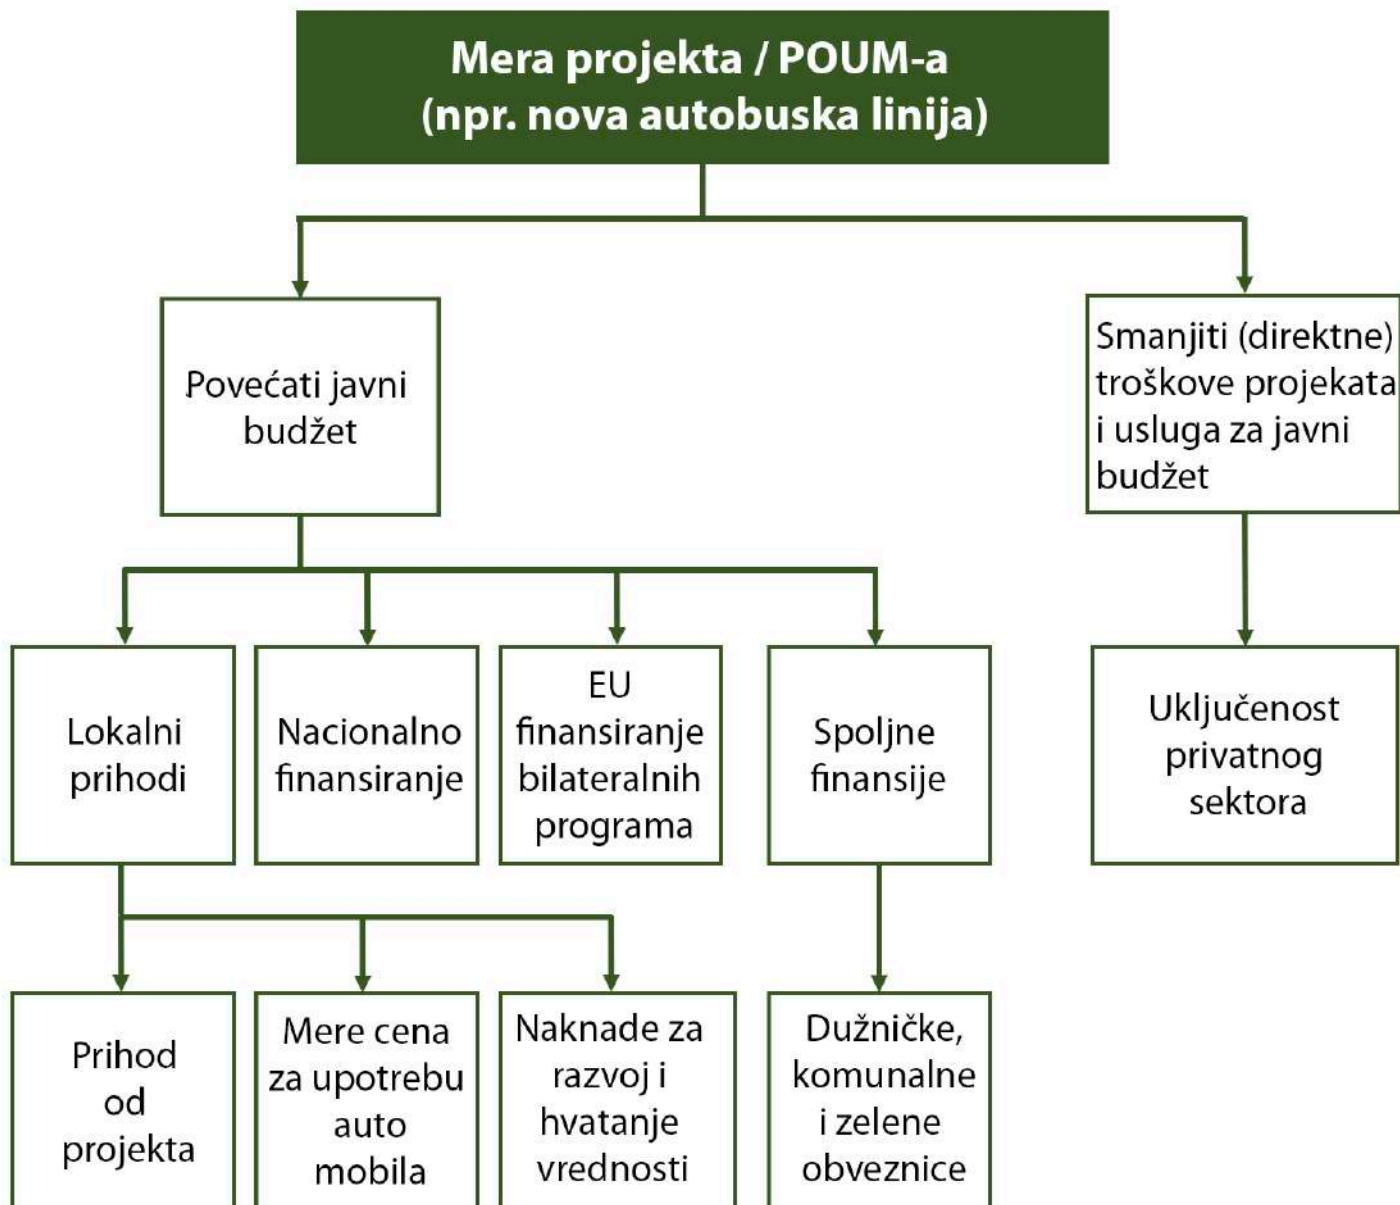 Mera projekta / POUM-a
(npr. nova autobuska linija)
Povećati javni
budžet
Smanjiti (direktne)
troškove projekata
i usluga za javni
budžet
Lokalni
prihodi
Nacionalno
finansiranje
EU
finansiranje
bilateralnih
programa
Spoljne
finansije
Uključenost
privatnog
sektora
Prihod
od
projekta
Mere cena
za upotrebu
auto
mobila
Naknade za
razvoj i
hvatanje
vrednosti
Dužničke,
komunalne
i zelene
obveznice